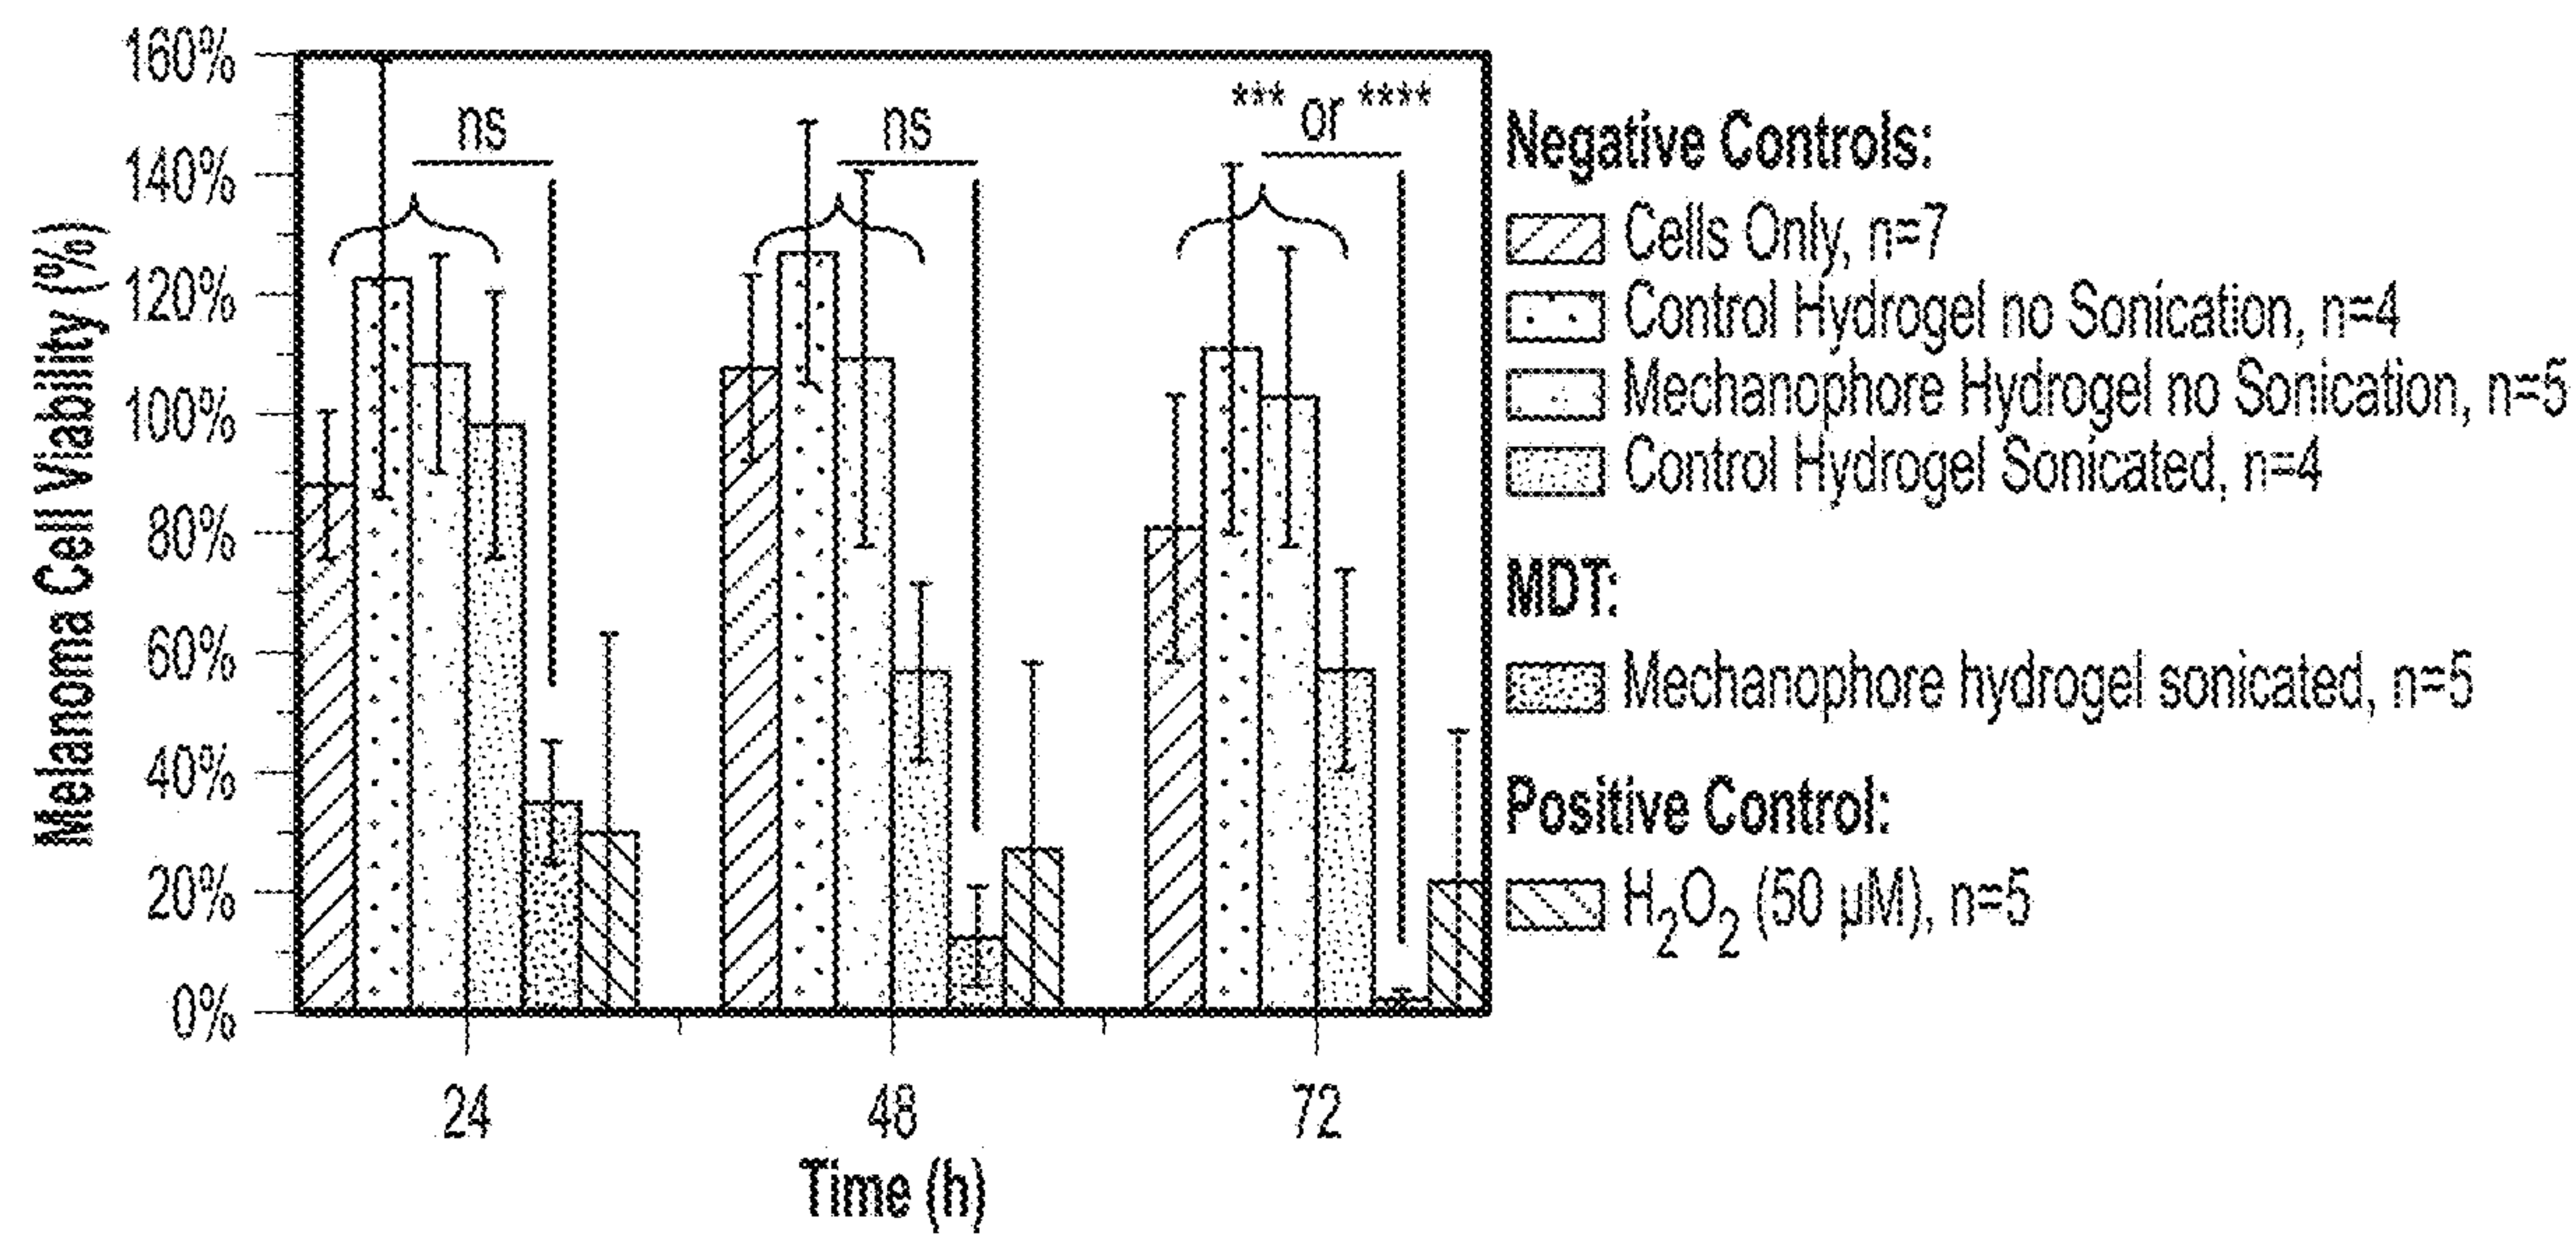 Melanoma Cell Viability (%)
160%
140%
120%
100%
80%
60%
40%
20%
0%
ns
ns
*** or ****
24
48
72
Time (h)
Negative Controls:
Cells Only, n=7
Control Hydrogel no Sonication, n=4
Mechanophore Hydrogel no Sonication, n=5
Control Hydrogel Sonicated, n=4
MDT:
Mechanophore hydrogel sonicated, n=5
Positive Control:
H₂O₂ (50 µM), n=5